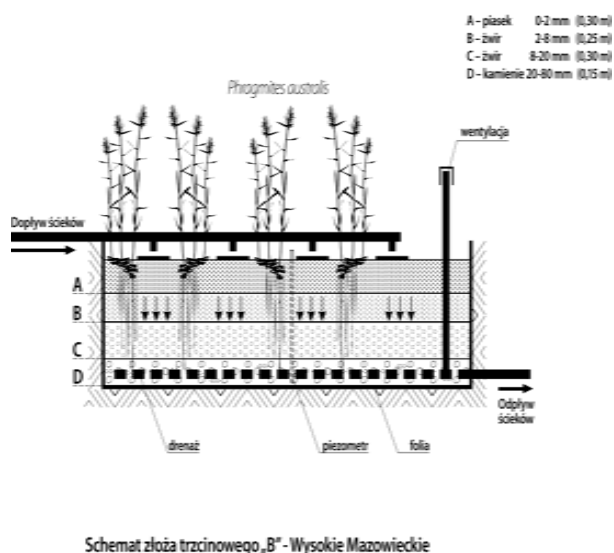 A – piasek 0-2 mm (0,30 m)
B – żwir 2-8 mm (0,25 m)
C – żwir 8-20 mm (0,30 m)
D – kamienie 20-80 mm (0,15 m)
Phragmites australis
wentylacja
Dopływ ścieków
A
B
C
D
Odpływ
ścieków
drenaż
piezometr
folia
Schemat złoża trzcinowego „B” - Wysokie Mazowieckie